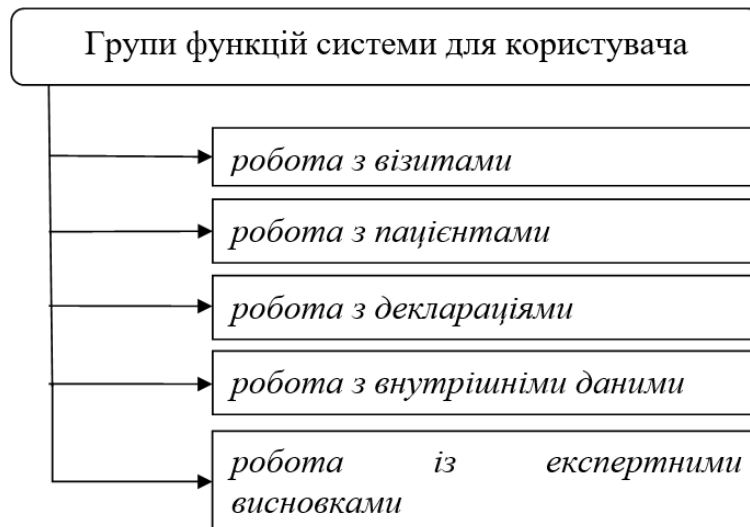 Групи функцій системи для користувача
робота з візитами
робота з пацієнтами
робота з деклараціями
робота з внутрішніми даними
робота із експертними
висновками